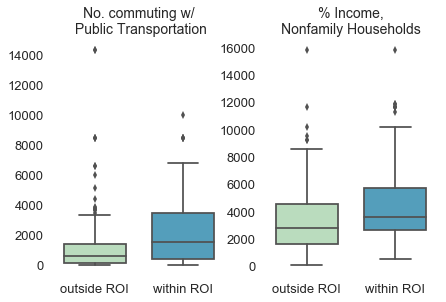 No. commuting w/
Public Transportation
14000
12000
10000
8000
6000
4000
2000
0
outside ROI
within ROI
% Income,
Nonfamily Households
16000
14000
12000
10000
8000
6000
4000
2000
0
outside ROI
within ROI